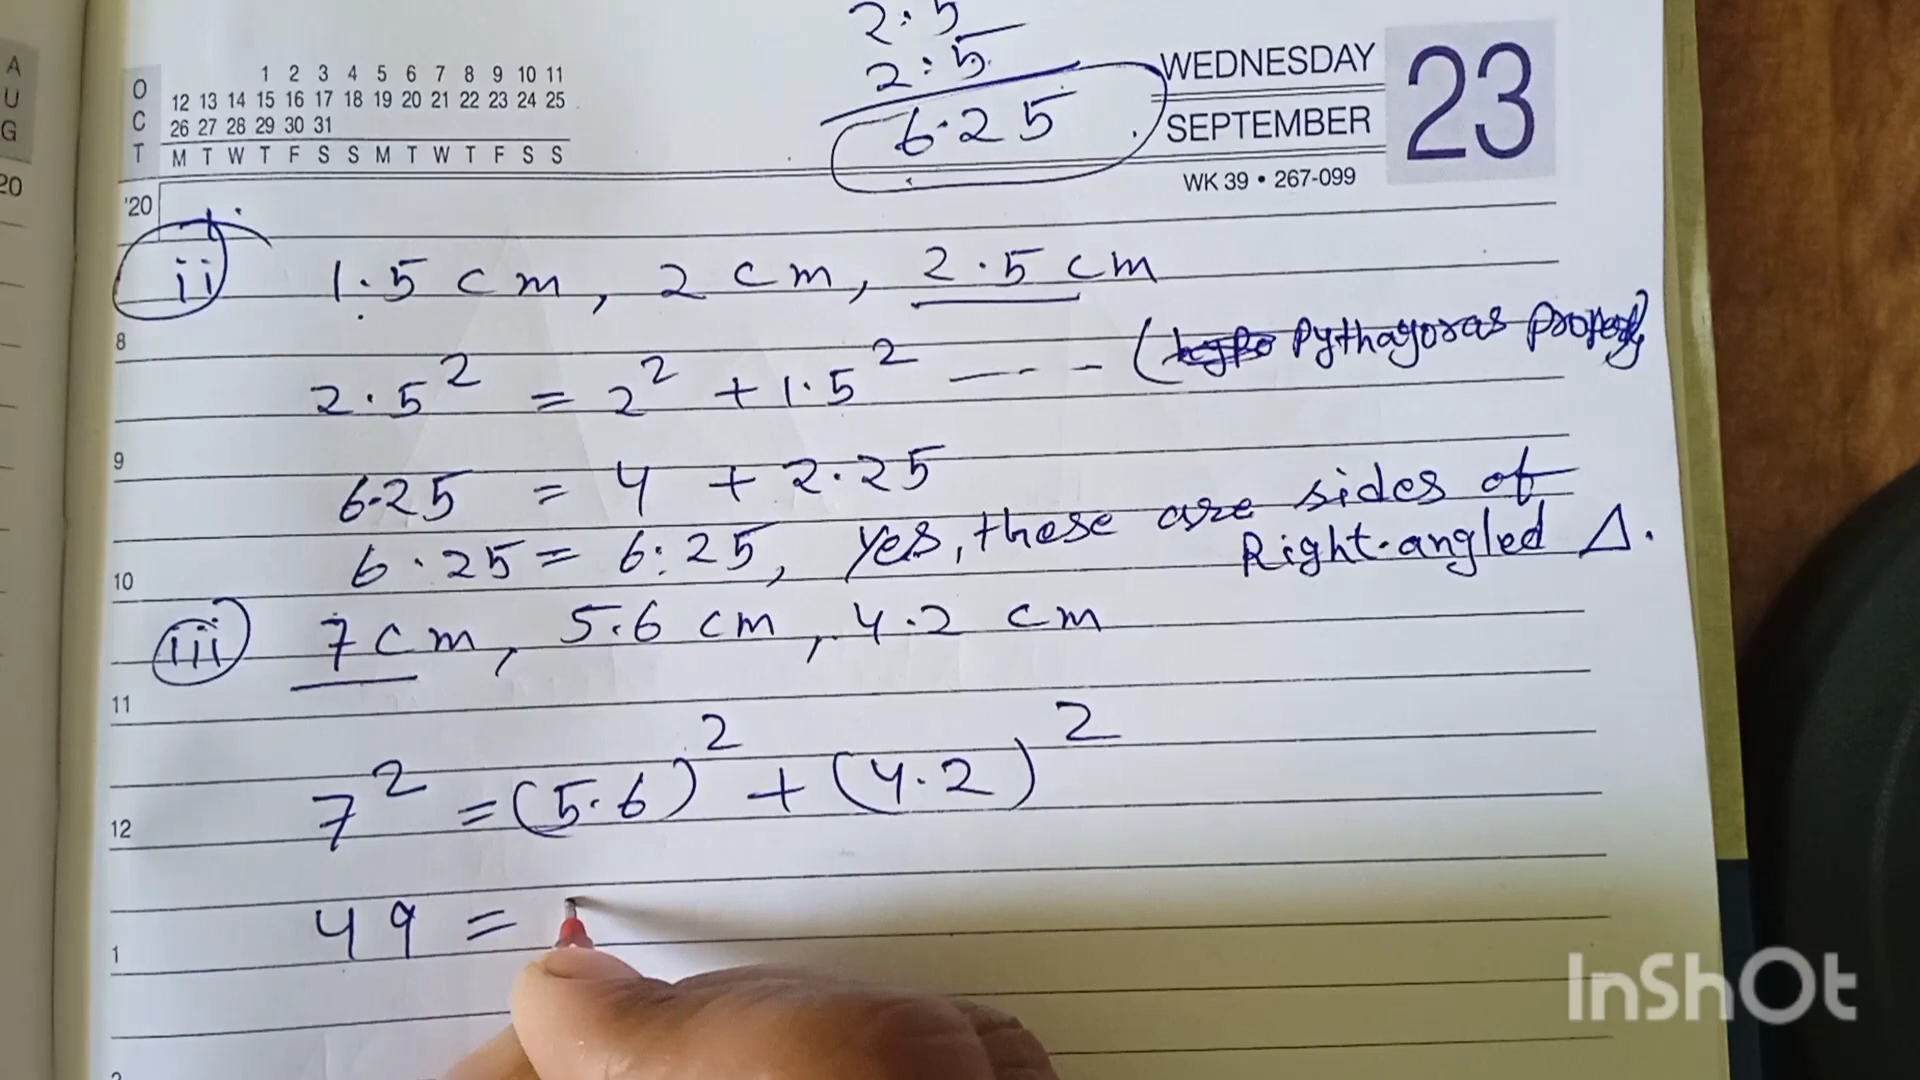 2.5
2.5
6.25
WEDNESDAY
SEPTEMBER
23
WK 39 • 267-099
AUG
20
OCT
1 2 3 4 5 6 7 8 9 10 11
12 13 14 15 16 17 18 19 20 21 22 23 24 25
26 27 28 29 30 31
M T W T F S S M T W T F S S
'20
ii 1.5 cm, 2 cm, 2.5 cm
8
2.5² = 2² + 1.5² --- (Pythagoras property
9
6.25 = 4 + 2.25
6.25 = 6.25, Yes, these are sides of
Right-angled Δ.
10
iii 7 cm, 5.6 cm, 4.2 cm
11
7² = (5.6)² + (4.2)²
12
49 =
1
InShOt